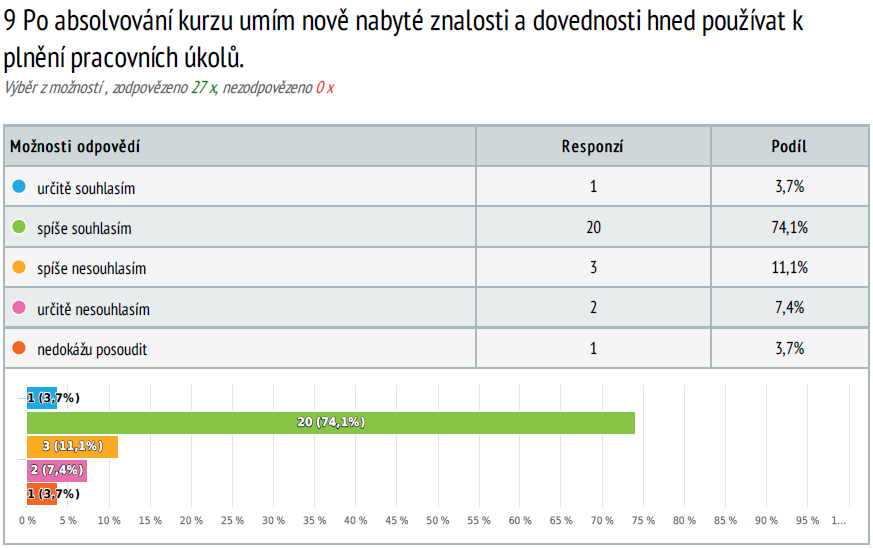 9 Po absolvování kurzu umím nově nabyté znalosti a dovednosti hned používat k
plnění pracovních úkolů.
Výběr z možností , zodpovězeno 27 x, nezodpovězeno 0 x
Možnosti odpovědí Responzí Podíl
určitě souhlasím 1 3,7%
spíše souhlasím 20 74,1%
spíše nesouhlasím 3 11,1%
určitě nesouhlasím 2 7,4%
nedokážu posoudit 1 3,7%
1 (3,7%)
20 (74,1%)
3 (11,1%)
2 (7,4%)
1 (3,7%)
0 % 5 % 10 % 15 % 20 % 25 % 30 % 35 % 40 % 45 % 50 % 55 % 60 % 65 % 70 % 75 % 80 % 85 % 90 % 95 % 1...